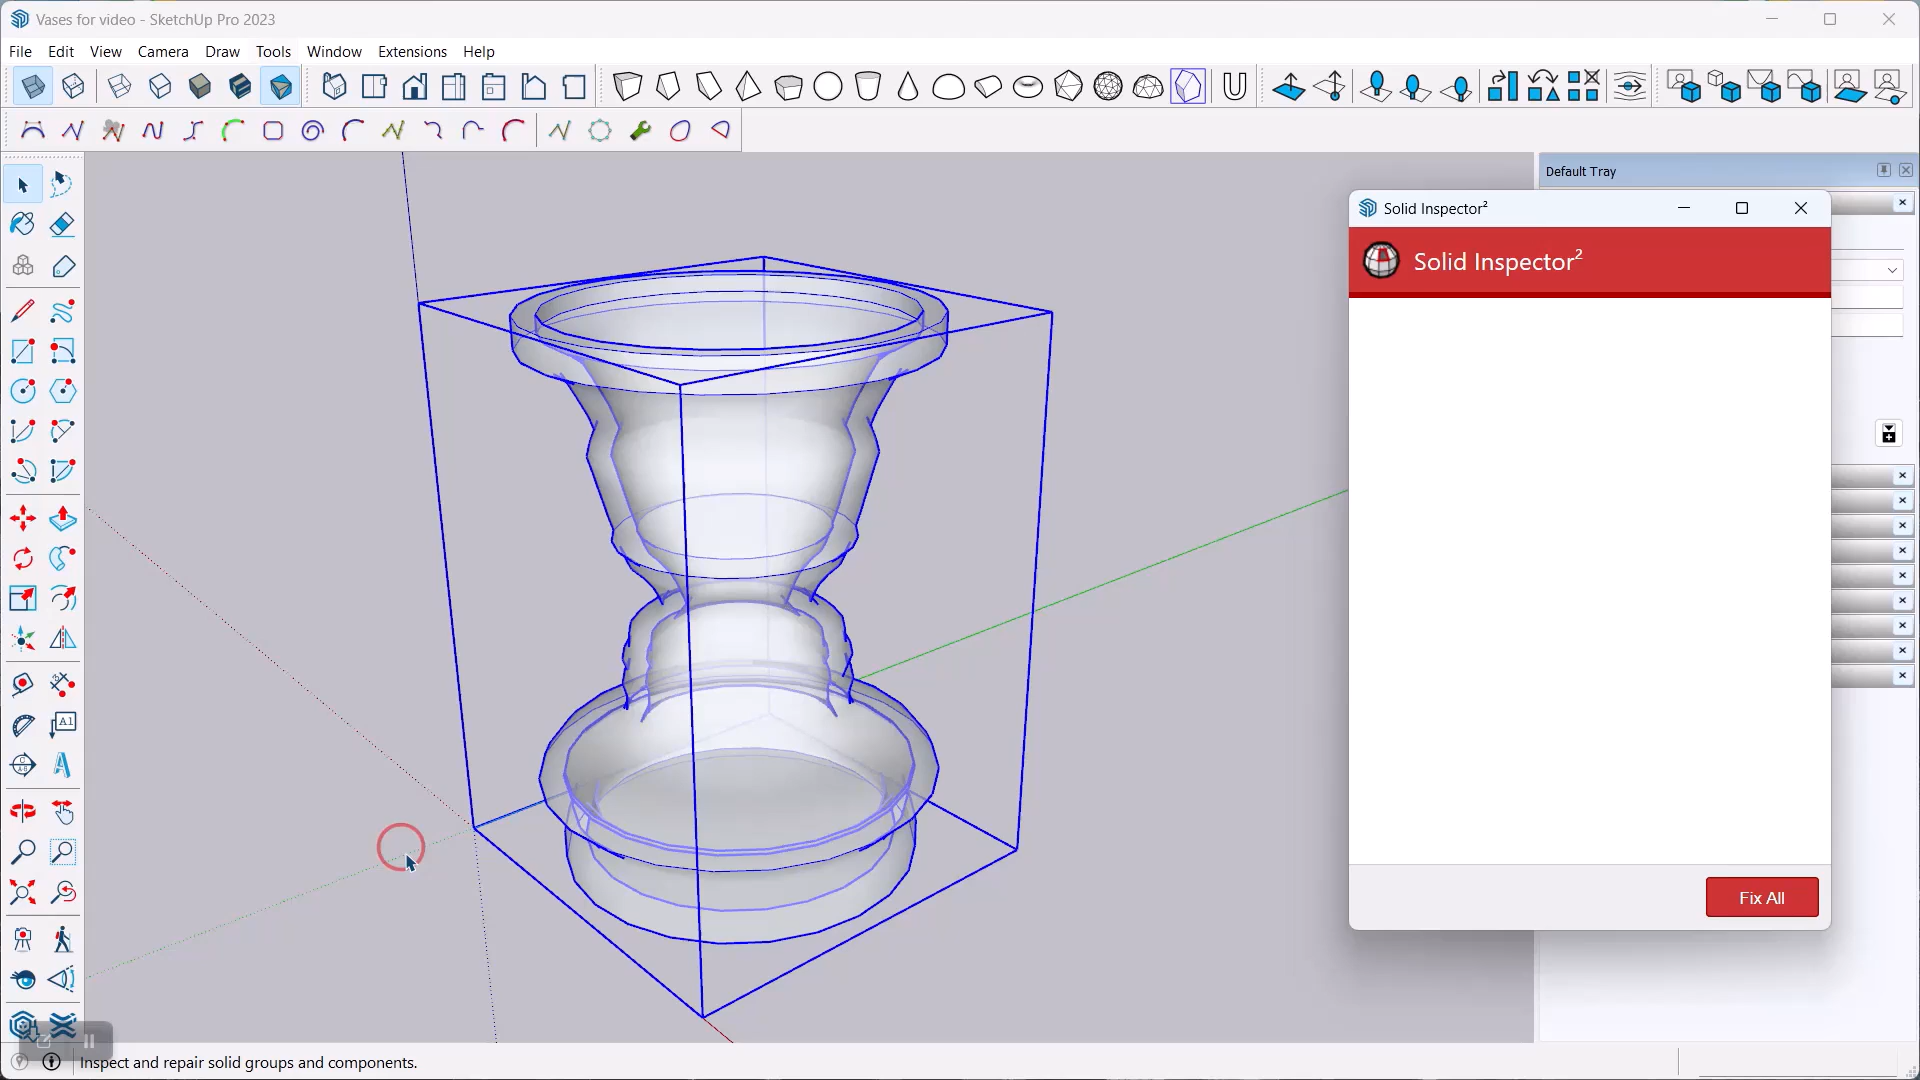 Vases for video - SketchUp Pro 2023
File Edit View Camera Draw Tools Window Extensions Help
Default Tray
Solid Inspector²
Solid Inspector²
A1
Fix All
Inspect and repair solid groups and components.